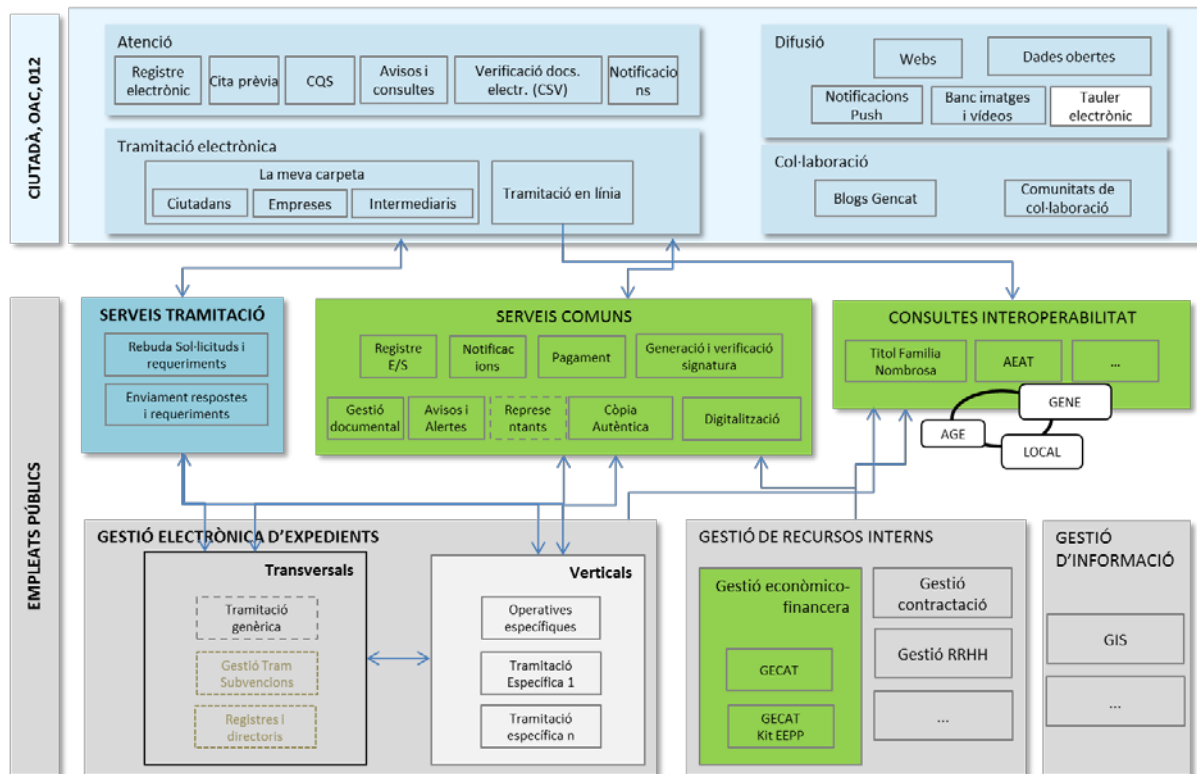 CIUTADÀ, OAC, 012
Atenció
Registre
electrònic
Cita prèvia
CQS
Avisos i
consultes
Verificació docs.
electr. (CSV)
Notificacio
ns
Tramitació electrònica
La meva carpeta
Ciutadans
Empreses
Intermediaris
Tramitació en línia
Difusió
Webs
Dades obertes
Notificacions
Push
Banc imatges
i vídeos
Tauler
electrònic
Col·laboració
Blogs Gencat
Comunitats de
col·laboració
EMPLEATS PÚBLICS
SERVEIS TRAMITACIÓ
Rebuda Sol·licituds i
requeriments
Enviament respostes
i requeriments
SERVEIS COMUNS
Registre
E/S
Notificac
ions
Pagament
Generació i verificació
signatura
Gestió
documental
Avisos i
Alertes
Represe
ntants
Còpia
Autèntica
Digitalització
CONSULTES INTEROPERABILITAT
Titol Familia
Nombrosa
AEAT
...
GENE
AGE
LOCAL
GESTIÓ ELECTRÒNICA D'EXPEDIENTS
Transversals
Tramitació
genèrica
Gestió Tram
Subvencions
Registres i
directoris
Verticals
Operatives
específiques
Tramitació
Específica 1
Tramitació
específica n
GESTIÓ DE RECURSOS INTERNS
Gestió econòmico-
financera
GECAT
GECAT
Kit EEPP
Gestió
contractació
Gestió RRHH
...
GESTIÓ
D'INFORMACIÓ
GIS
...